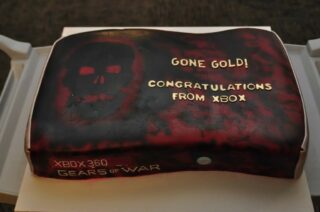 GONE GOLD!
CONGRATULATIONS
FROM XBOX
XBOX 360
GEARS OF WAR